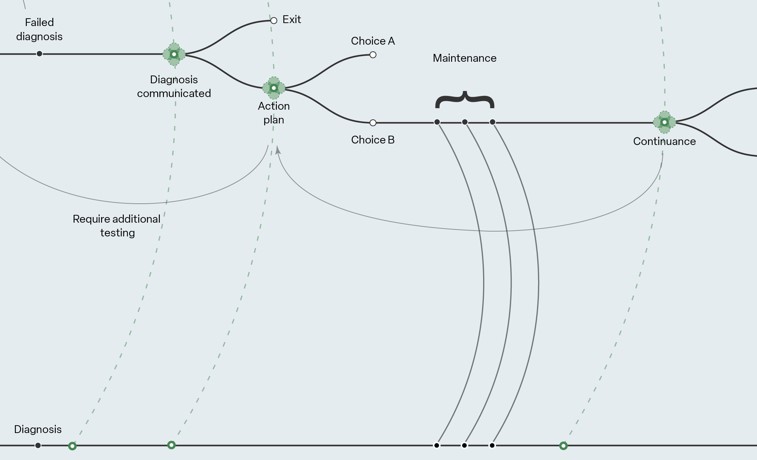 Failed
diagnosis
Exit
Choice A
Maintenance
Diagnosis
communicated
Action
plan
Choice B
Continuance
Require additional
testing
Diagnosis